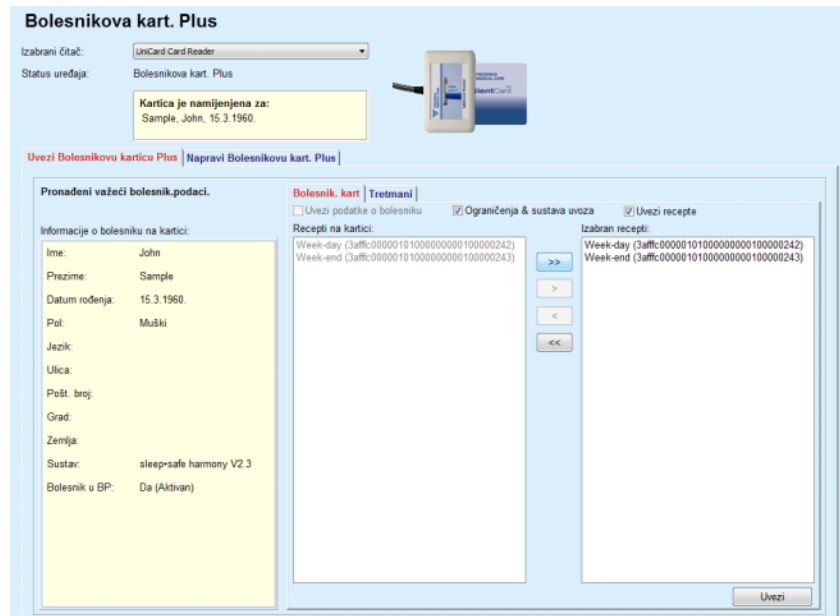 Bolesnikova kart. Plus
Izabrani čitač: UniCard Card Reader
Status uređaja: Bolesnikova kart. Plus
Kartica je namijenjena za:
Sample, John, 15.3.1960.
Uvezi Bolesnikovu karticu Plus Napravi Bolesnikovu kart. Plus
Pronađeni važeći bolesnik.podaci.
Informacije o bolesniku na kartici:
Ime: John
Prezime: Sample
Datum rođenja: 15.3.1960.
Pol: Muški
Jezik:
Ulica:
Pošt. broj:
Grad:
Zemlja:
Sustav: sleep•safe harmony V2.3
Bolesnik u BP: Da (Aktivan)
Bolesnik. kart Tretmani
Uvezi podatke o bolesniku Ograničenja & sustava uvoza Uvezi recepte
Recepti na kartici:
Week-day (3afffc00000101000000000100000242)
Week-end (3afffc00000101000000000100000243)
>>
>
<
<<
Izabran recepti:
Week-day (3afffc00000101000000000100000242)
Week-end (3afffc00000101000000000100000243)
Uvezi